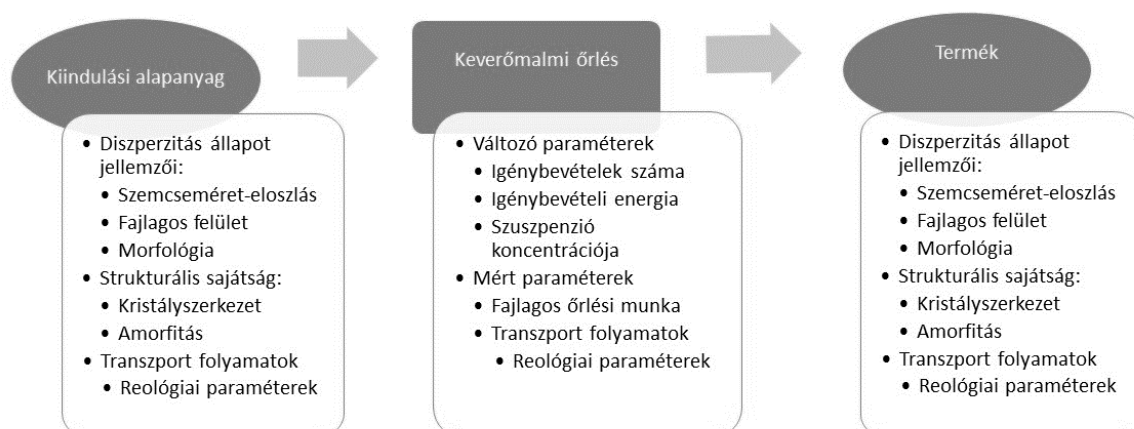 Kiindulási alapanyag
• Diszperzitás állapot
jellemzői:
• Szemcseméret-eloszlás
• Fajlagos felület
• Morfológia
• Strukturális sajátság:
• Kristályszerkezet
• Amorfitás
• Transzport folyamatok
• Reológiai paraméterek
Keverőmalmi őrlés
• Változó paraméterek
• Igénybevételek száma
• Igénybevételi energia
• Szuszpenzió
koncentrációja
• Mért paraméterek
• Fajlagos őrlési munka
• Transzport folyamatok
• Reológiai paraméterek
Termék
• Diszperzitás állapot
jellemzői:
• Szemcseméret-eloszlás
• Fajlagos felület
• Morfológia
• Strukturális sajátság:
• Kristályszerkezet
• Amorfitás
• Transzport folyamatok
• Reológiai paraméterek